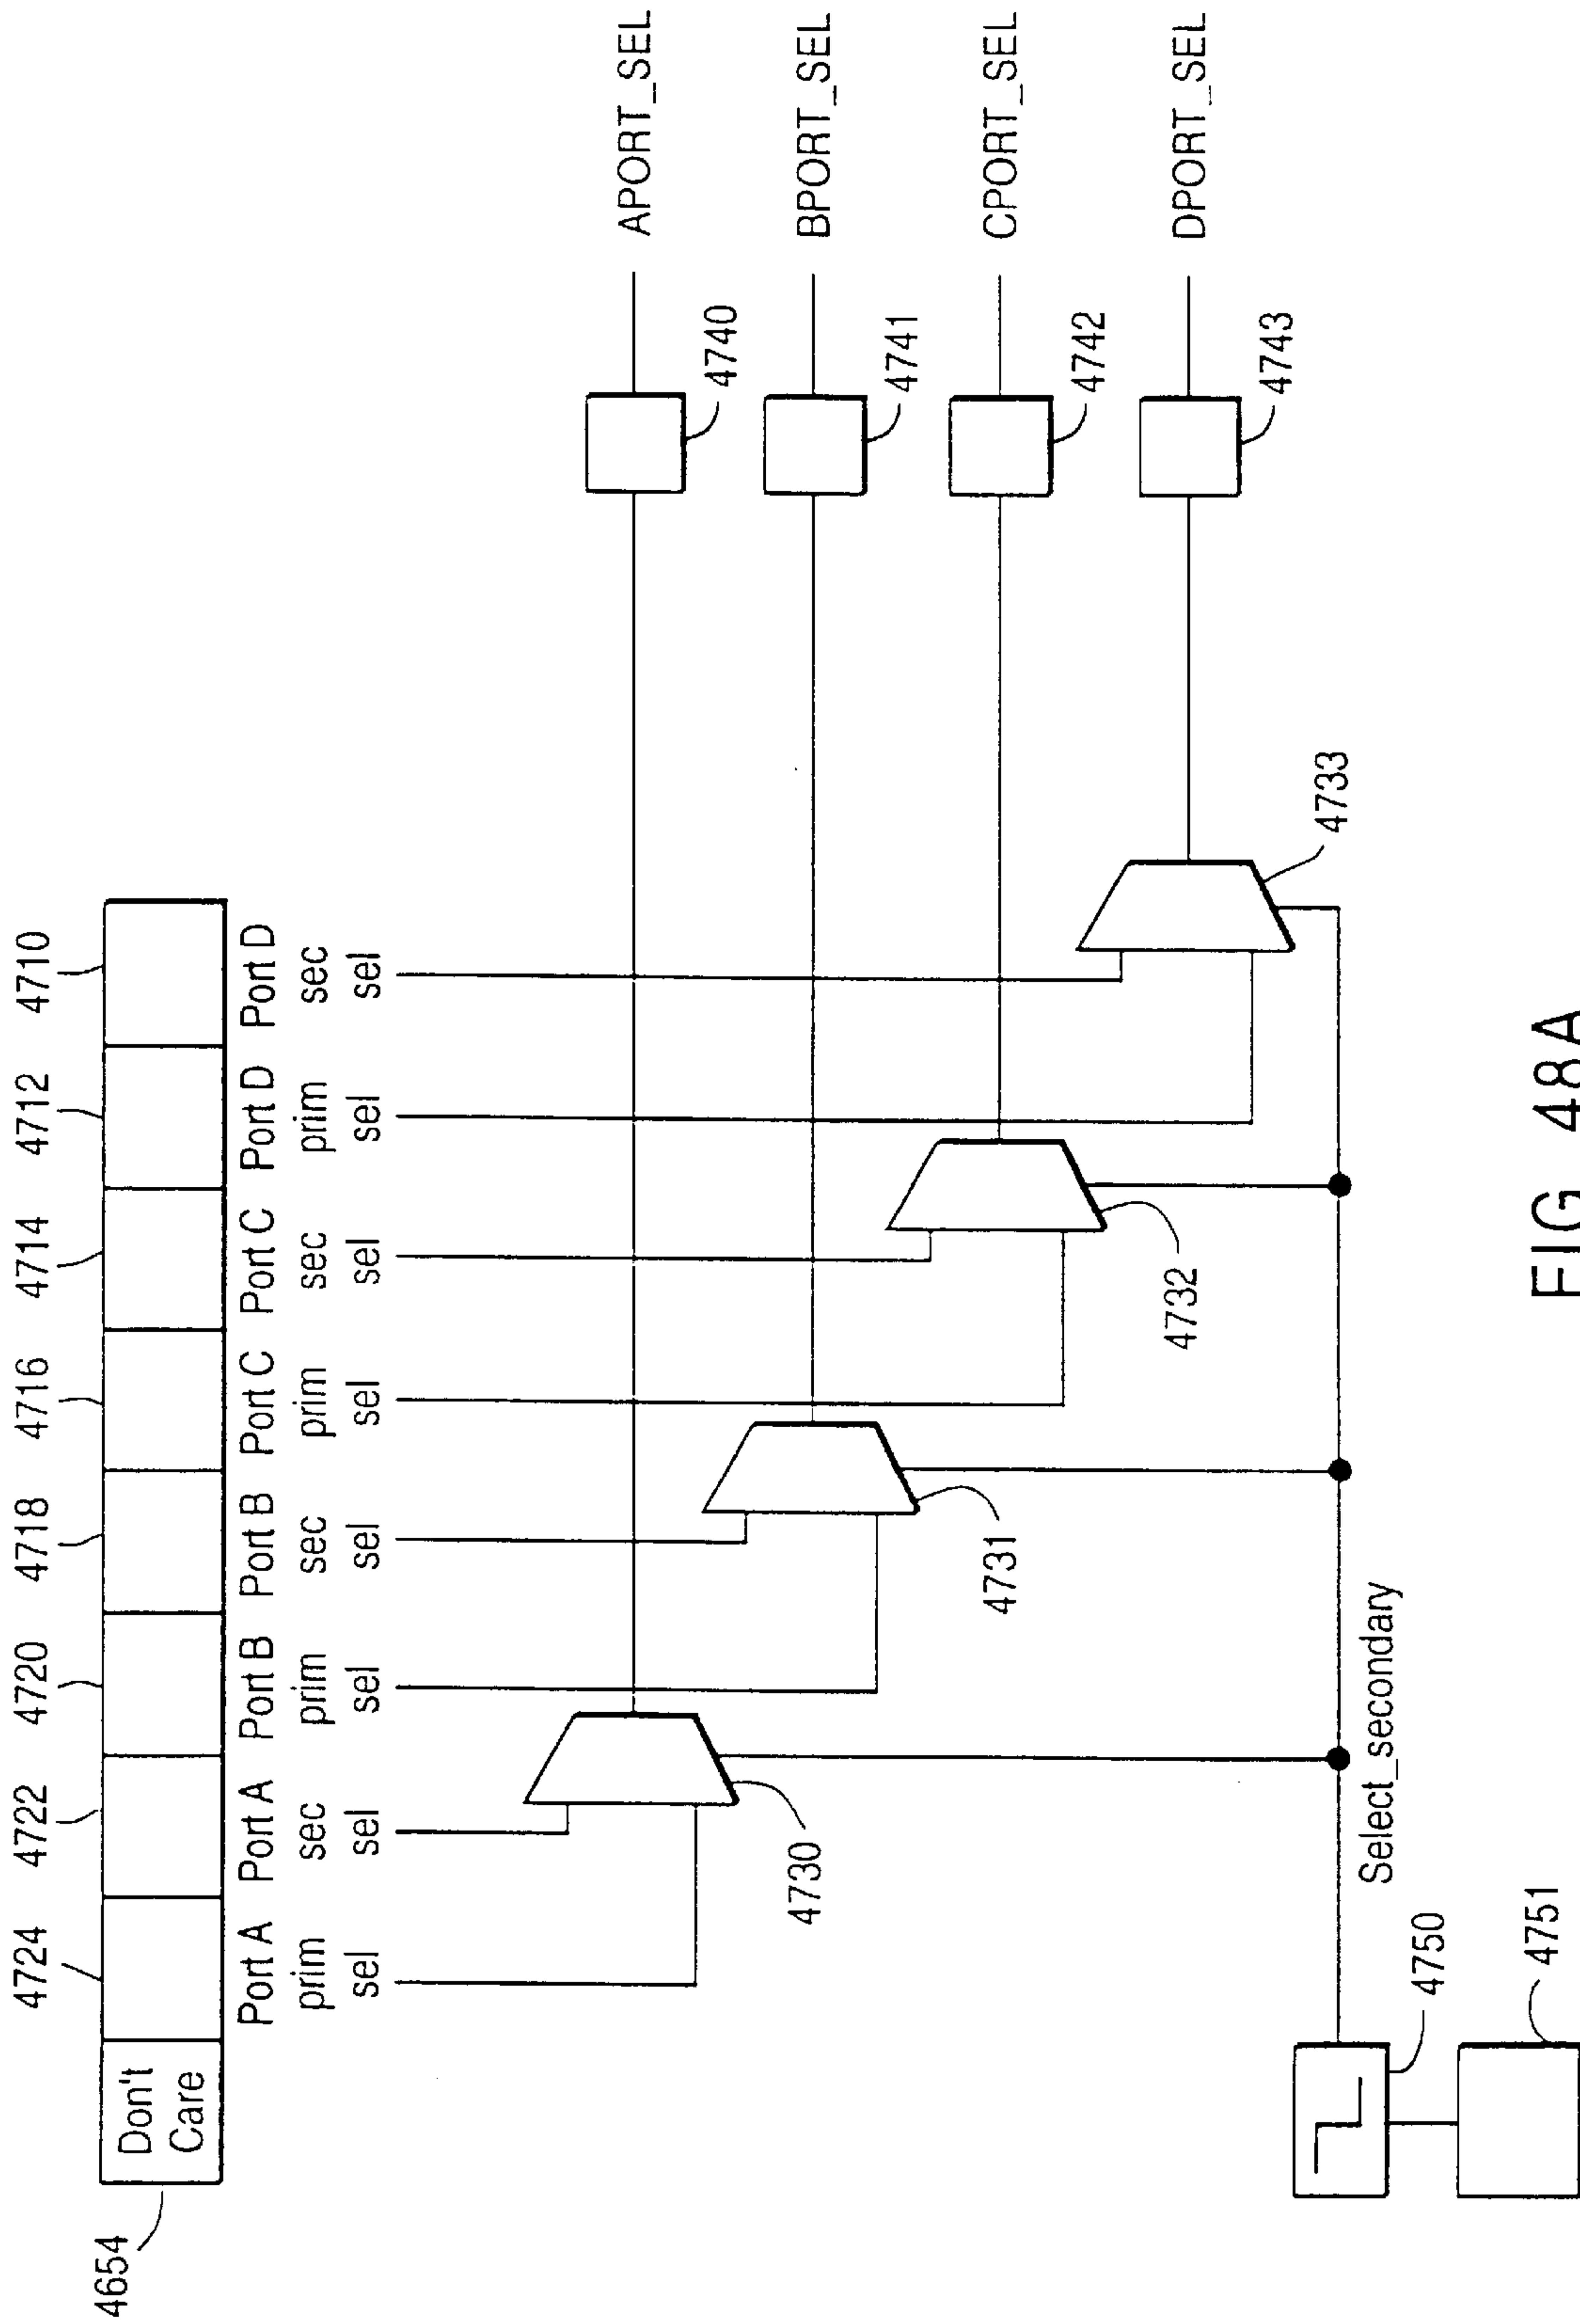 4654
4724
4722
4720
4718
4716
4714
4712
4710
Don't
Care
Port A
prim
sel
Port A
sec
sel
Port B
prim
sel
Port B
sec
sel
Port C
prim
sel
Port C
sec
sel
Port D
prim
sel
Port D
sec
sel
APORT_SEL
BPORT_SEL
CPORT_SEL
DPORT_SEL
4740
4741
4742
4743
4730
4731
4732
4733
Select_secondary
4750
4751
FIG 48A